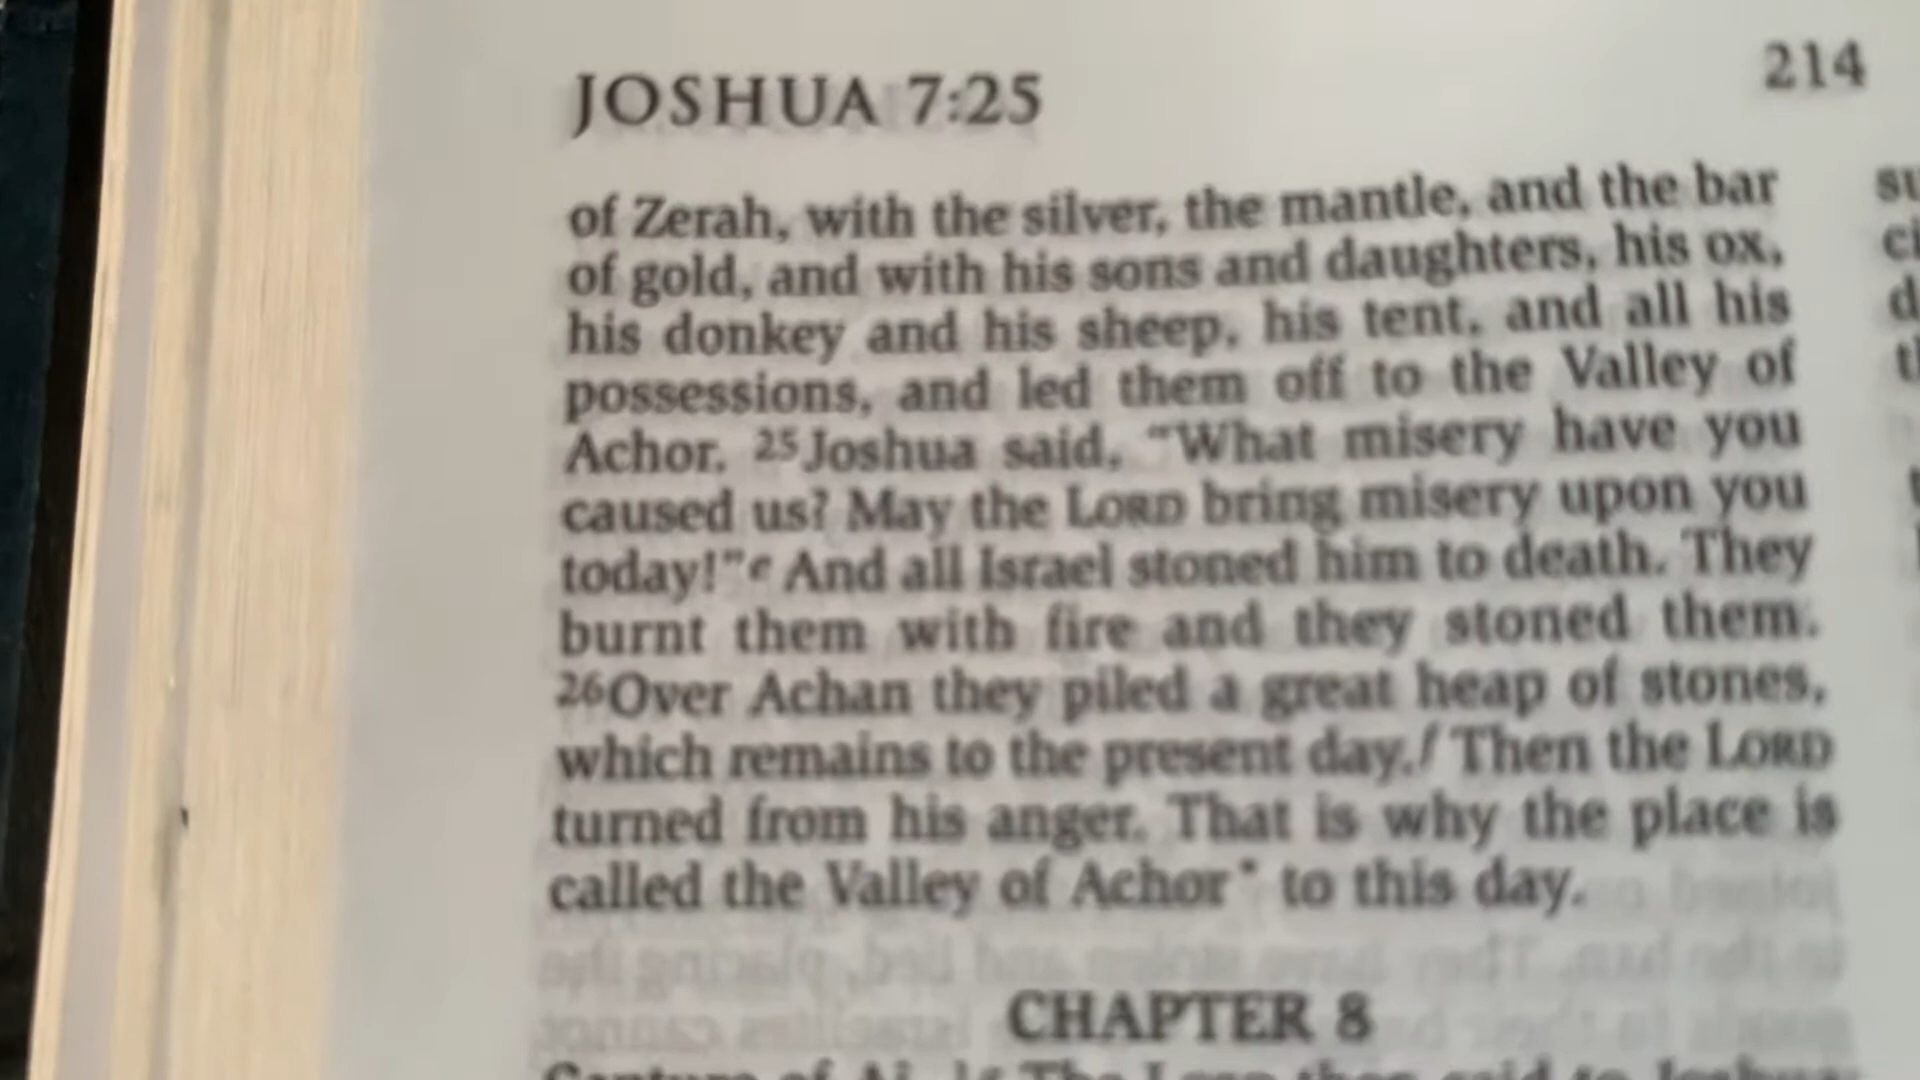 JOSHUA 7:25
214
of Zerah, with the silver, the mantle, and the bar
of gold, and with his sons and daughters, his ox,
his donkey and his sheep, his tent, and all his
possessions, and led them off to the Valley of
Achor. 25Joshua said, "What misery have you
caused us? May the LORD bring misery upon you
today!"e And all Israel stoned him to death. They
burnt them with fire and they stoned them.
26Over Achan they piled a great heap of stones,
which remains to the present day.f Then the LORD
turned from his anger. That is why the place is
called the Valley of Achor* to this day.
CHAPTER 8